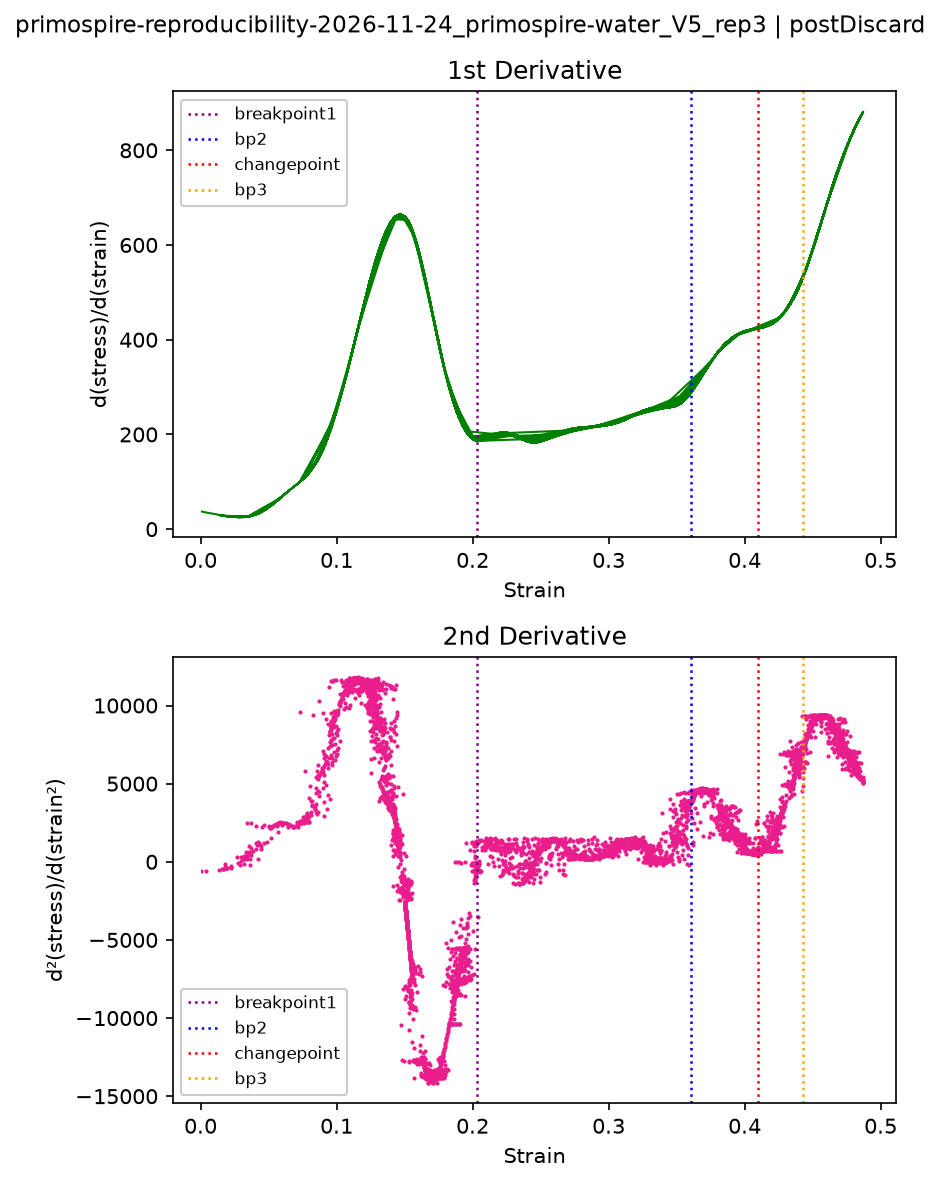 primospire-reproducibility-2026-11-24_primospire-water_V5_rep3 | postDiscard
1st Derivative
breakpoint1
bp2
changepoint
bp3
d(stress)/d(strain)
800
600
400
200
0
0.0 0.1 0.2 0.3 0.4 0.5
Strain
2nd Derivative
d²(stress)/d(strain²)
10000
5000
0
−5000
−10000
−15000
breakpoint1
bp2
changepoint
bp3
0.0 0.1 0.2 0.3 0.4 0.5
Strain